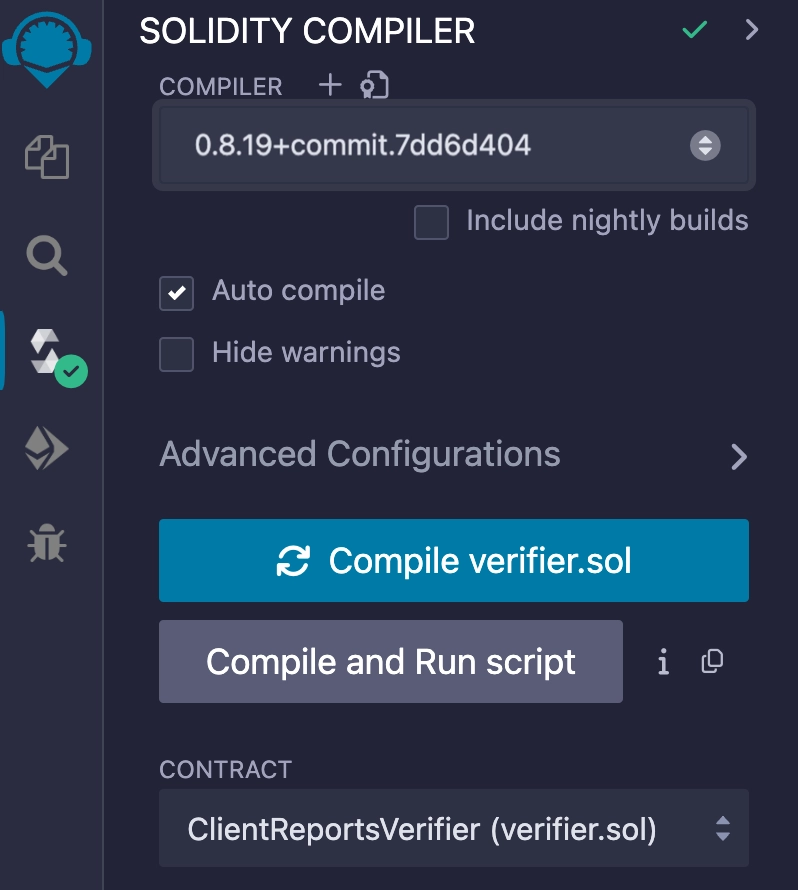 SOLIDITY COMPILER
COMPILER
0.8.19+commit.7dd6d404
Include nightly builds
Auto compile
Hide warnings
Advanced Configurations
Compile verifier.sol
Compile and Run script
CONTRACT
ClientReportsVerifier (verifier.sol)